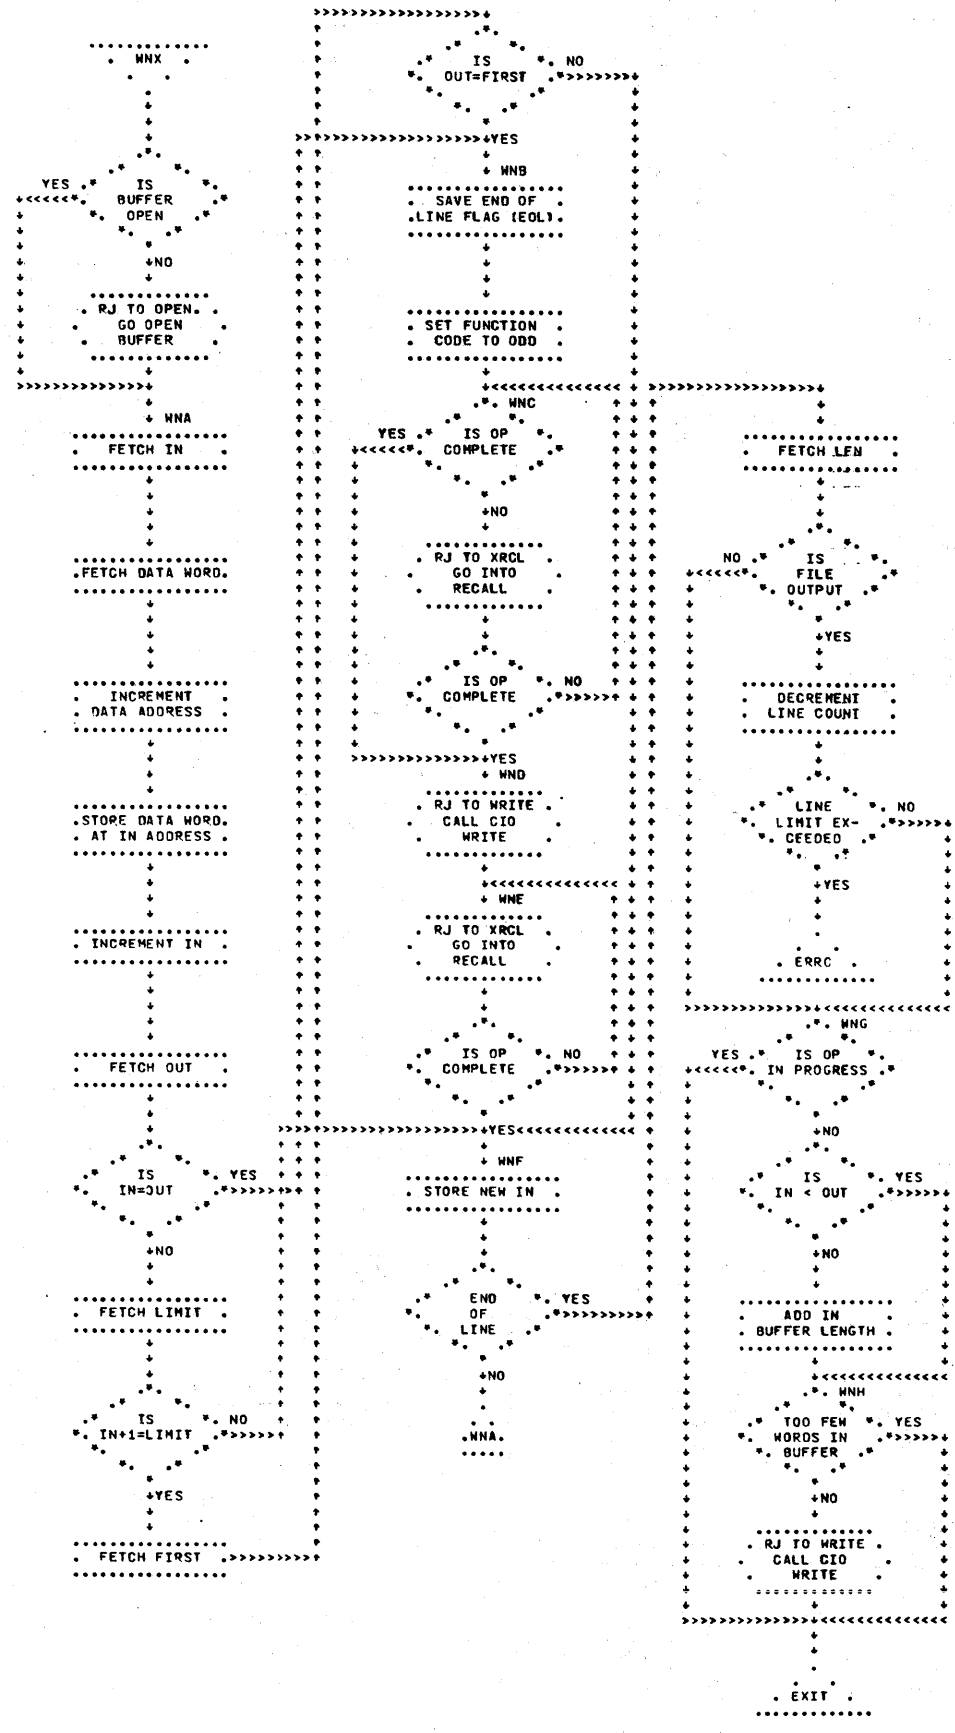 WNX
IS
BUFFER
OPEN
YES
NO
RJ TO OPEN.
GO OPEN
BUFFER
WNA
FETCH IN
FETCH DATA WORD.
INCREMENT
DATA ADDRESS
STORE DATA WORD.
AT IN ADDRESS
INCREMENT IN
FETCH OUT
IS
IN=OUT
YES
NO
FETCH LIMIT
IS
IN+1=LIMIT
NO
YES
FETCH FIRST
IS
OUT=FIRST
NO
YES
WNB
SAVE END OF
LINE FLAG (EOL).
SET FUNCTION
CODE TO ODD
WNC
IS OP
COMPLETE
YES
NO
RJ TO XRCL
GO INTO
RECALL
IS OP
COMPLETE
NO
YES
WND
RJ TO WRITE
CALL CIO
WRITE
WNE
RJ TO XRCL
GO INTO
RECALL
IS OP
COMPLETE
NO
YES
WNF
STORE NEW IN
END
OF
LINE
YES
NO
WNA.
FETCH LEN
IS
FILE
OUTPUT
NO
YES
DECREMENT
LINE COUNT
LINE
LIMIT EX-
CEEDED
NO
YES
ERRC
WNG
IS OP
IN PROGRESS
YES
NO
IS
IN < OUT
YES
NO
ADD IN
BUFFER LENGTH
WNH
TOO FEW
WORDS IN
BUFFER
YES
NO
RJ TO WRITE
CALL CIO
WRITE
EXIT